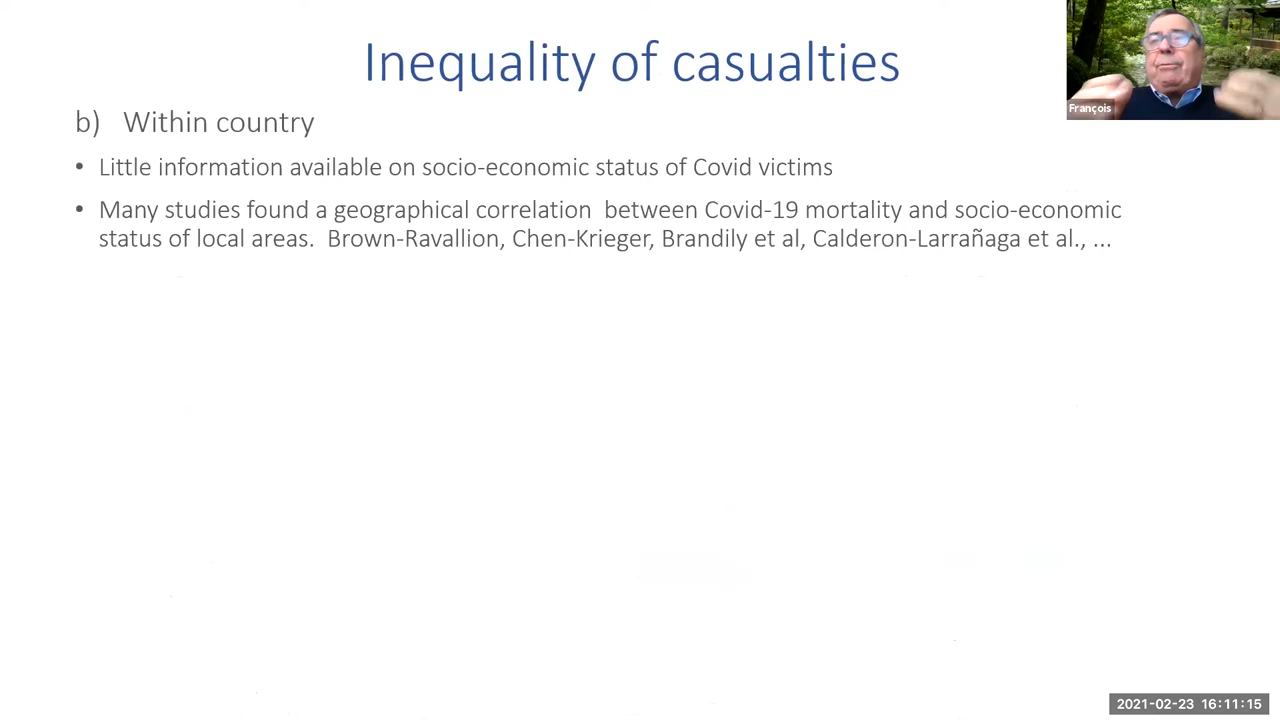 Inequality of casualties
François
b) Within country
• Little information available on socio-economic status of Covid victims
• Many studies found a geographical correlation between Covid-19 mortality and socio-economic
status of local areas. Brown-Ravallion, Chen-Krieger, Brandily et al, Calderon-Larrañaga et al., ...
2021-02-23 16:11:15